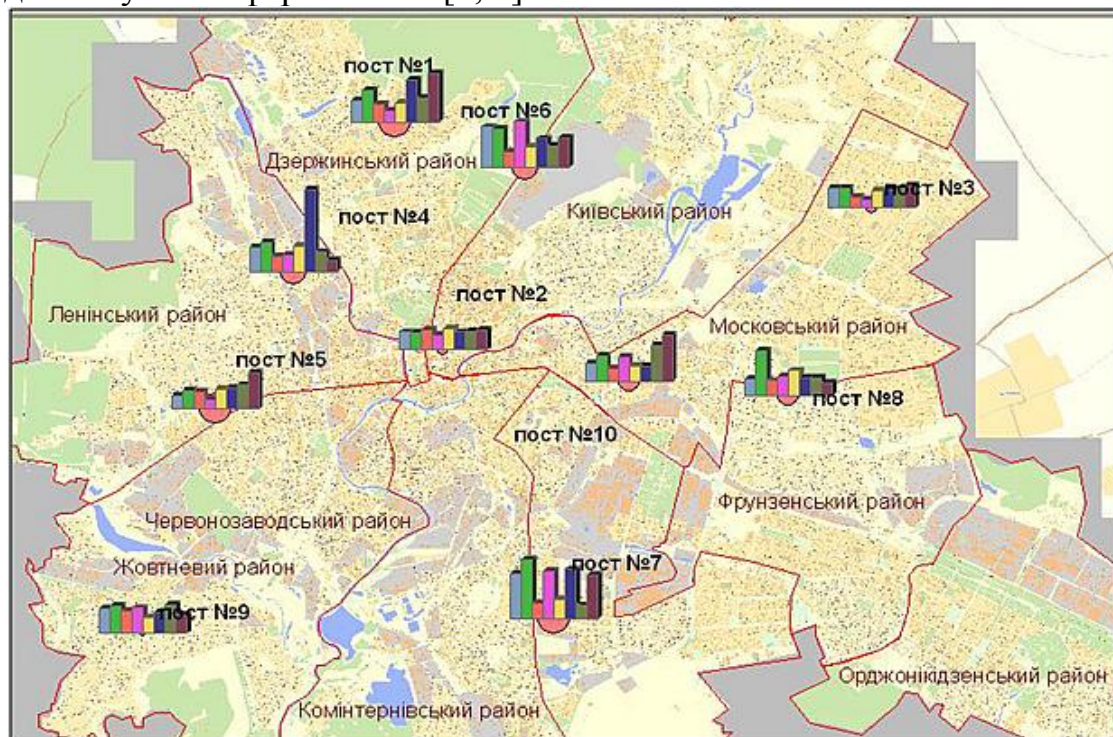 пост №1
пост №6
Дзержинський район
пост №3
пост №4
Київський район
Ленінський район
пост №2
Московський район
пост №5
пост №8
пост №10
Фрунзенський район
Червонозаводський район
Жовтневий район
пост №7
пост №9
Орджонікідзенський район
Комінтернівський район